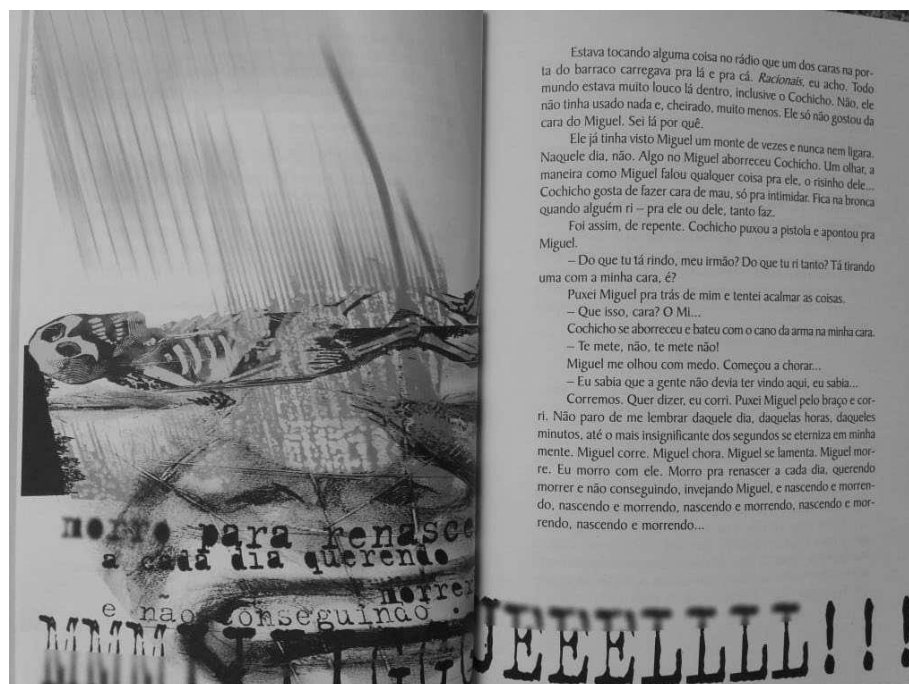 morro para renasce
a cada dia querendo
morrer
e não conseguindo
Estava tocando alguma coisa no rádio que um dos caras na por-
ta do barraco carregava pra lá e pra cá. Racionais, eu acho. Todo
mundo estava muito louco lá dentro, inclusive o Cochicho. Não, ele
não tinha usado nada e, cheirado, muito menos. Ele só não gostou da
cara do Miguel. Sei lá por quê.
Ele já tinha visto Miguel um monte de vezes e nunca nem ligara.
Naquele dia, não. Algo no Miguel aborreceu Cochicho. Um olhar, a
maneira como Miguel falou qualquer coisa pra ele, o risinho dele...
Cochicho gosta de fazer cara de mau, só pra intimidar. Fica na bronca
quando alguém ri – pra ele ou dele, tanto faz.
Foi assim, de repente. Cochicho puxou a pistola e apontou pra
Miguel.
– Do que tu tá rindo, meu irmão? Do que tu ri tanto? Tá tirando
uma com a minha cara, é?
Puxei Miguel pra trás de mim e tentei acalmar as coisas.
– Que isso, cara? O Mi...
Cochicho se aborreceu e bateu com o cano da arma na minha cara.
– Te mete, não, te mete não!
Miguel me olhou com medo. Começou a chorar...
– Eu sabia que a gente não devia ter vindo aqui, eu sabia...
Corremos. Quer dizer, eu corri. Puxei Miguel pelo braço e cor-
ri. Não paro de me lembrar daquele dia, daquelas horas, daqueles
minutos, até o mais insignificante dos segundos se eterniza em minha
mente. Miguel corre. Miguel chora. Miguel se lamenta. Miguel mor-
re. Eu morro com ele. Morro pra renascer a cada dia, querendo
morrer e não conseguindo, invejando Miguel, e nascendo e morren-
do, nascendo e morrendo, nascendo e morrendo, nascendo e mor-
rendo, nascendo e morrendo...
UEEELLLL!!!